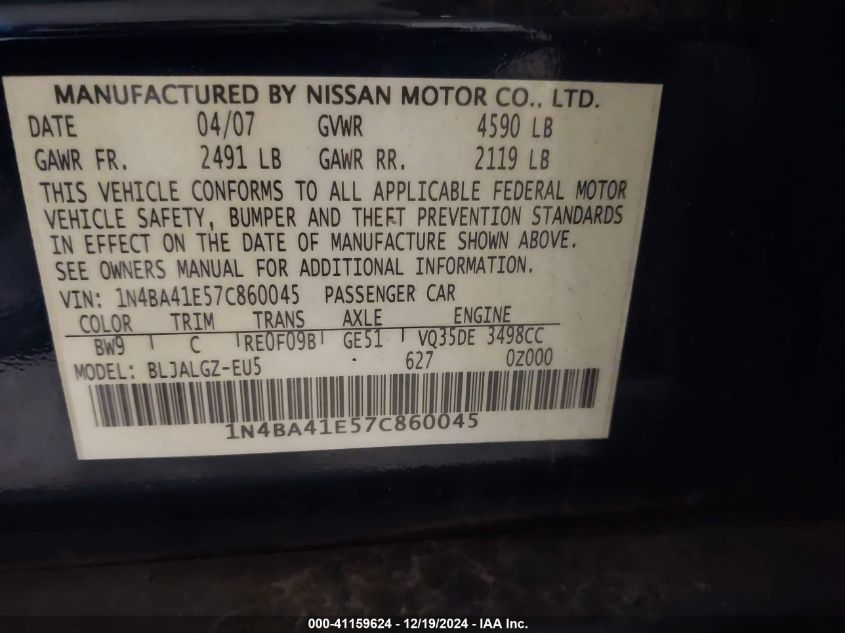 MANUFACTURED BY NISSAN MOTOR CO., LTD.
DATE 04/07 GVWR 4590 LB
GAWR FR. 2491 LB GAWR RR. 2119 LB
THIS VEHICLE CONFORMS TO ALL APPLICABLE FEDERAL MOTOR
VEHICLE SAFETY, BUMPER AND THEFT PREVENTION STANDARDS
IN EFFECT ON THE DATE OF MANUFACTURE SHOWN ABOVE.
SEE OWNERS MANUAL FOR ADDITIONAL INFORMATION.
VIN: 1N4BA41E57C860045 PASSENGER CAR
COLOR TRIM TRANS AXLE ENGINE
BW9 C RE0F09B GE51 VQ35DE 3498CC
MODEL: BLJALGZ-EU5 627 0Z000
1N4BA41E57C860045
000-41159624 - 12/19/2024 - IAA Inc.